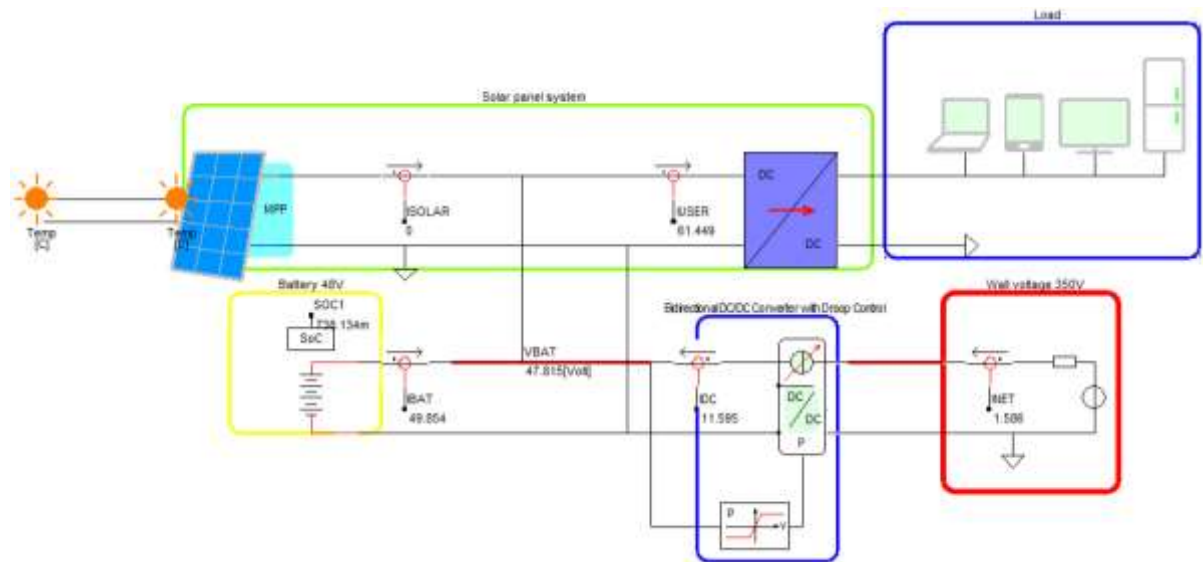 Load
Solar panel system
DC
DC
MPP
ISOLAR
0
IUSER
61.449
Temp
[C]
Temp
Battery 48V
SOC1
SoC
Bidirectional DC/DC Converter with Droop Control
Wall voltage 350V
VBAT
47.815[Volt]
IBAT
49.854
IDC
11.595
DC
DC
P
INET
P
V